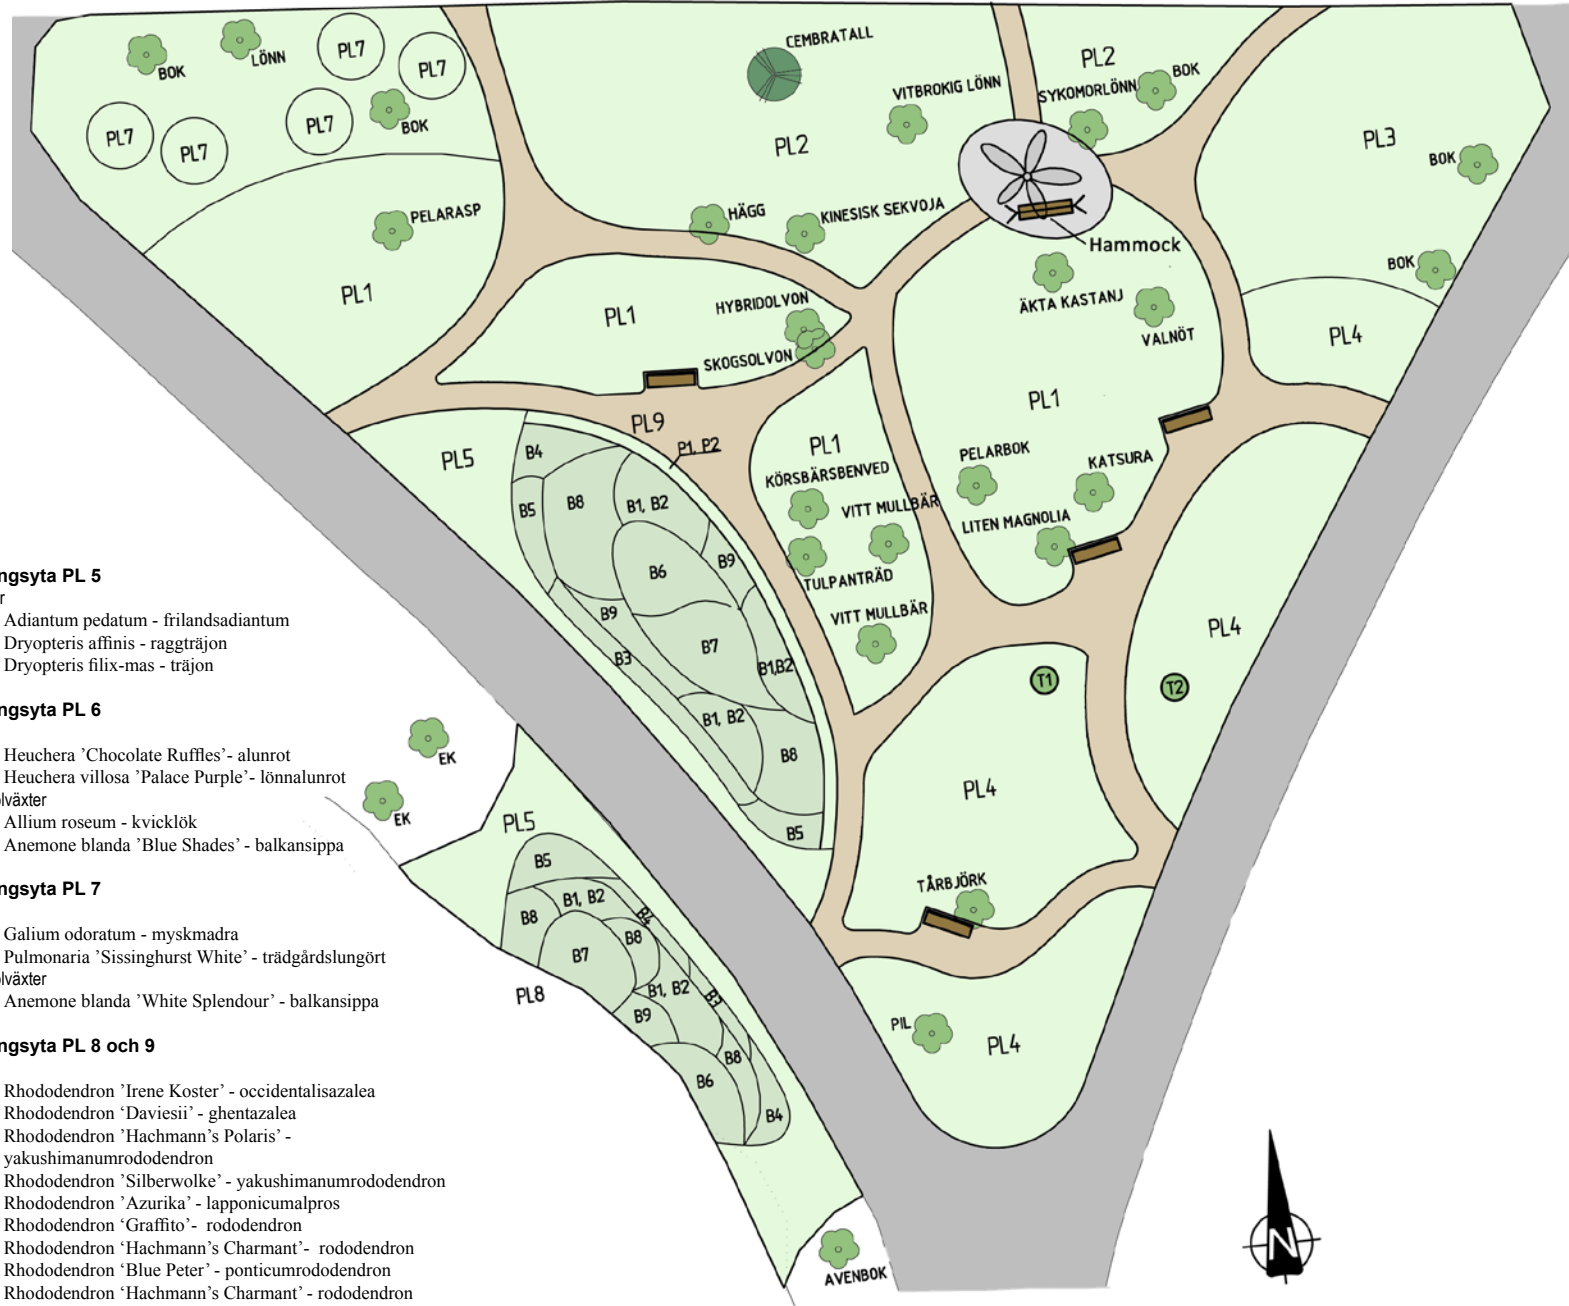 CEMBRATALL
PL7
LÖNN
PL7
BOK
VITBROKIG LÖNN
PL2
BOK
SYKOMORLÖNN
PL7
BOK
PL7
PL7
PL2
PL3
BOK
PELARASP
HÄGG
KINESISK SEKVOJA
Hammock
BOK
PL1
ÄKTA KASTANJ
HYBRIDOLVON
PL1
VALNÖT
PL4
SKOGSOLVON
PL1
PL9
P1, P2
PL5
B4
PL1
KÖRSBÄRSBENVED
PELARBOK
KATSURA
B5
B8
B1, B2
VITT MULLBÄR
LITEN MAGNOLIA
B9
B6
TULPANTRÄD
B9
VITT MULLBÄR
PL4
B7
B3
B1,B2
T1
T2
B1, B2
B8
PL4
B5
EK
EK
PL5
B5
TÅRBJÖRK
B1, B2
B4
B8
B8
B7
PL8
B1, B2
B3
B9
PIL
PL4
B8
B6
B4
AVENBOK
N
ngsyta PL 5
r
Adiantum pedatum - frilandsadiantum
Dryopteris affinis - raggträjon
Dryopteris filix-mas - träjon
ngsyta PL 6
Heuchera ’Chocolate Ruffles’- alunrot
Heuchera villosa ’Palace Purple’- lönnalunrot
lväxter
Allium roseum - kvicklök
Anemone blanda ’Blue Shades’ - balkansippa
ngsyta PL 7
Galium odoratum - myskmadra
Pulmonaria ’Sissinghurst White’ - trädgårdslungört
lväxter
Anemone blanda ’White Splendour’ - balkansippa
ngsyta PL 8 och 9
Rhododendron ’Irene Koster’ - occidentalisazalea
Rhododendron ‘Daviesii’ - ghentazalea
Rhododendron ’Hachmann’s Polaris’ -
yakushimanumrododendron
Rhododendron ’Silberwolke’ - yakushimanumrododendron
Rhododendron ’Azurika’ - lapponicumalpros
Rhododendron ‘Graffito’- rododendron
Rhododendron ‘Hachmann’s Charmant’- rododendron
Rhododendron ’Blue Peter’ - ponticumrododendron
Rhododendron ‘Hachmann’s Charmant’ - rododendron